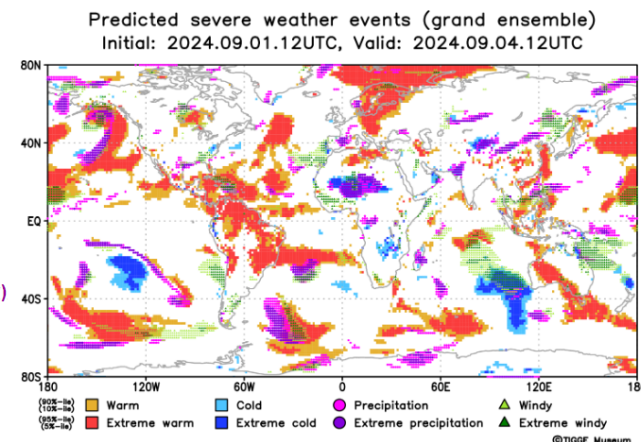 Predicted severe weather events (grand ensemble)
Initial: 2024.09.01.12UTC, Valid: 2024.09.04.12UTC
80N
40N
EQ
)
40S
80S
180 120W 60W 0 60E 120E 18
(90%-ile) (10%-ile) Warm Cold Precipitation Windy
(95%-ile) (5%-ile) Extreme warm Extreme cold Extreme precipitation Extreme windy
©TIGGE Museum